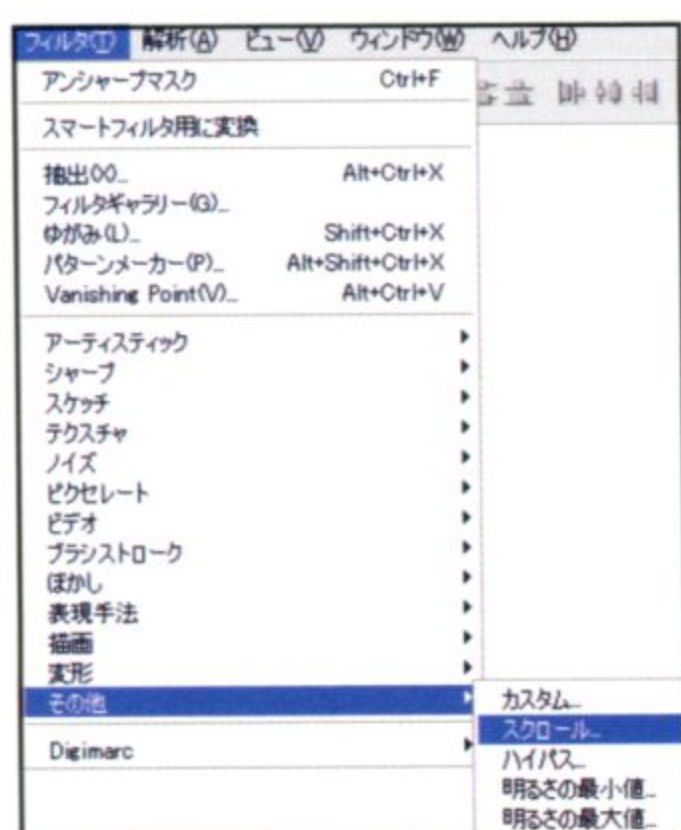 フィルタ(T) 解析(A) ビュー(V) ウィンドウ(W) ヘルプ(H)
アンシャープマスク Ctrl+F
スマートフィルタ用に変換
抽出(X)... Alt+Ctrl+X
フィルタギャラリー(G)...
ゆがみ(L)... Shift+Ctrl+X
パターンメーカー(P)... Alt+Shift+Ctrl+X
Vanishing Point(V)... Alt+Ctrl+V
アーティスティック
シャープ
スケッチ
テクスチャ
ノイズ
ピクセレート
ビデオ
ブラシストローク
ぼかし
表現手法
描画
変形
その他
カスタム...
スクロール...
ハイパス...
明るさの最小値...
明るさの最大値...
Digimarc